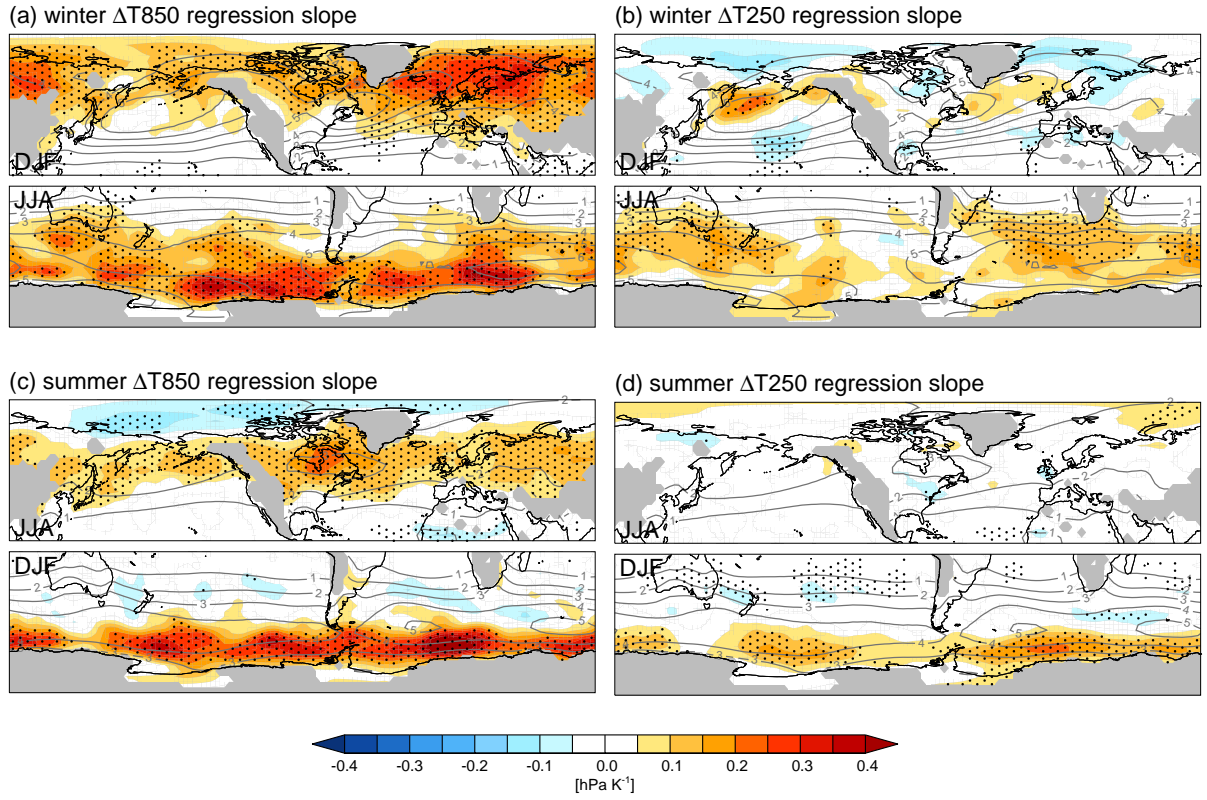 (a) winter ΔT850 regression slope
(b) winter ΔT250 regression slope
DJF
DJF
JJA
JJA
(c) summer ΔT850 regression slope
(d) summer ΔT250 regression slope
JJA
JJA
DJF
DJF
-0.4 -0.3 -0.2 -0.1 0.0 0.1 0.2 0.3 0.4
[hPa K⁻¹]